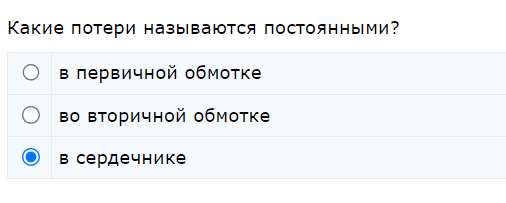 Какие потери называются постоянными?
в первичной обмотке
во вторичной обмотке
в сердечнике